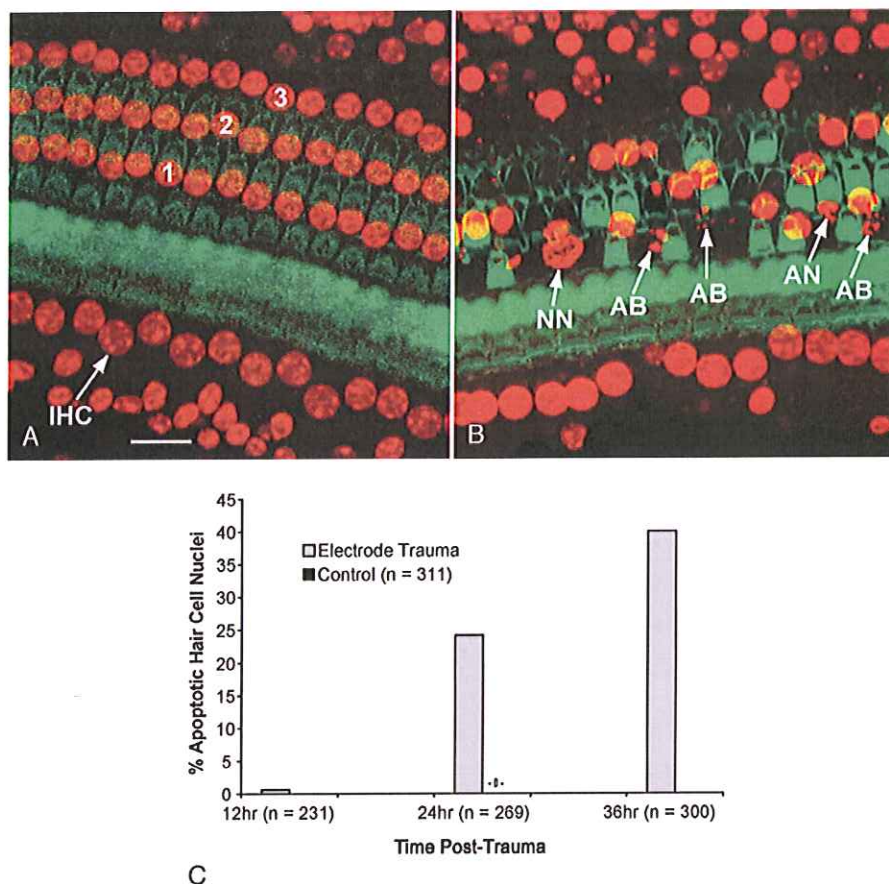 3
2
1
IHC
A
NN
AB
AB
AN
AB
B
% Apoptotic Hair Cell Nuclei
45
40
35
30
25
20
15
10
5
0
Electrode Trauma
Control (n = 311)
12hr (n = 231)
24hr (n = 269)
36hr (n = 300)
Time Post-Trauma
C